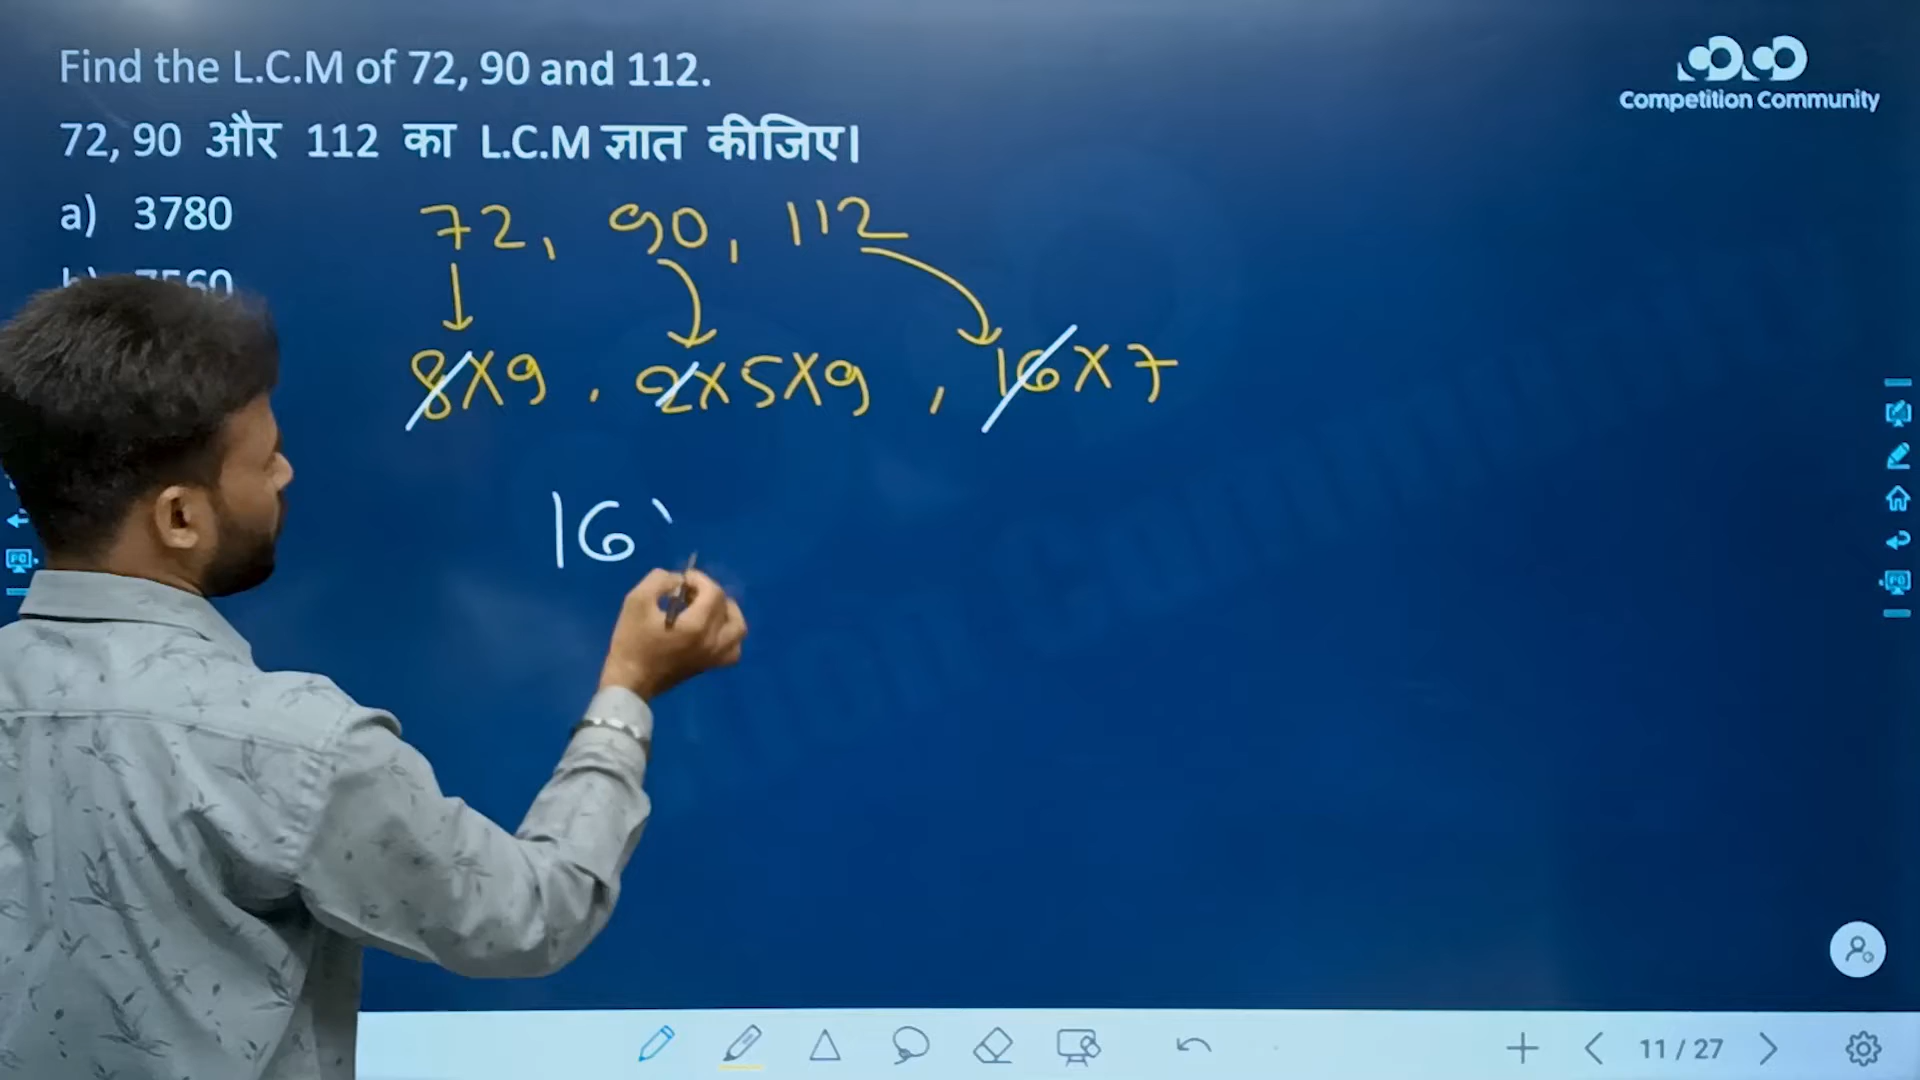 Find the L.C.M of 72, 90 and 112.
72, 90 और 112 का L.C.M ज्ञात कीजिए।
a) 3780
7560
72, 90, 112
8X9, 2X5X9, 16X7
16
Competition Community
11 / 27